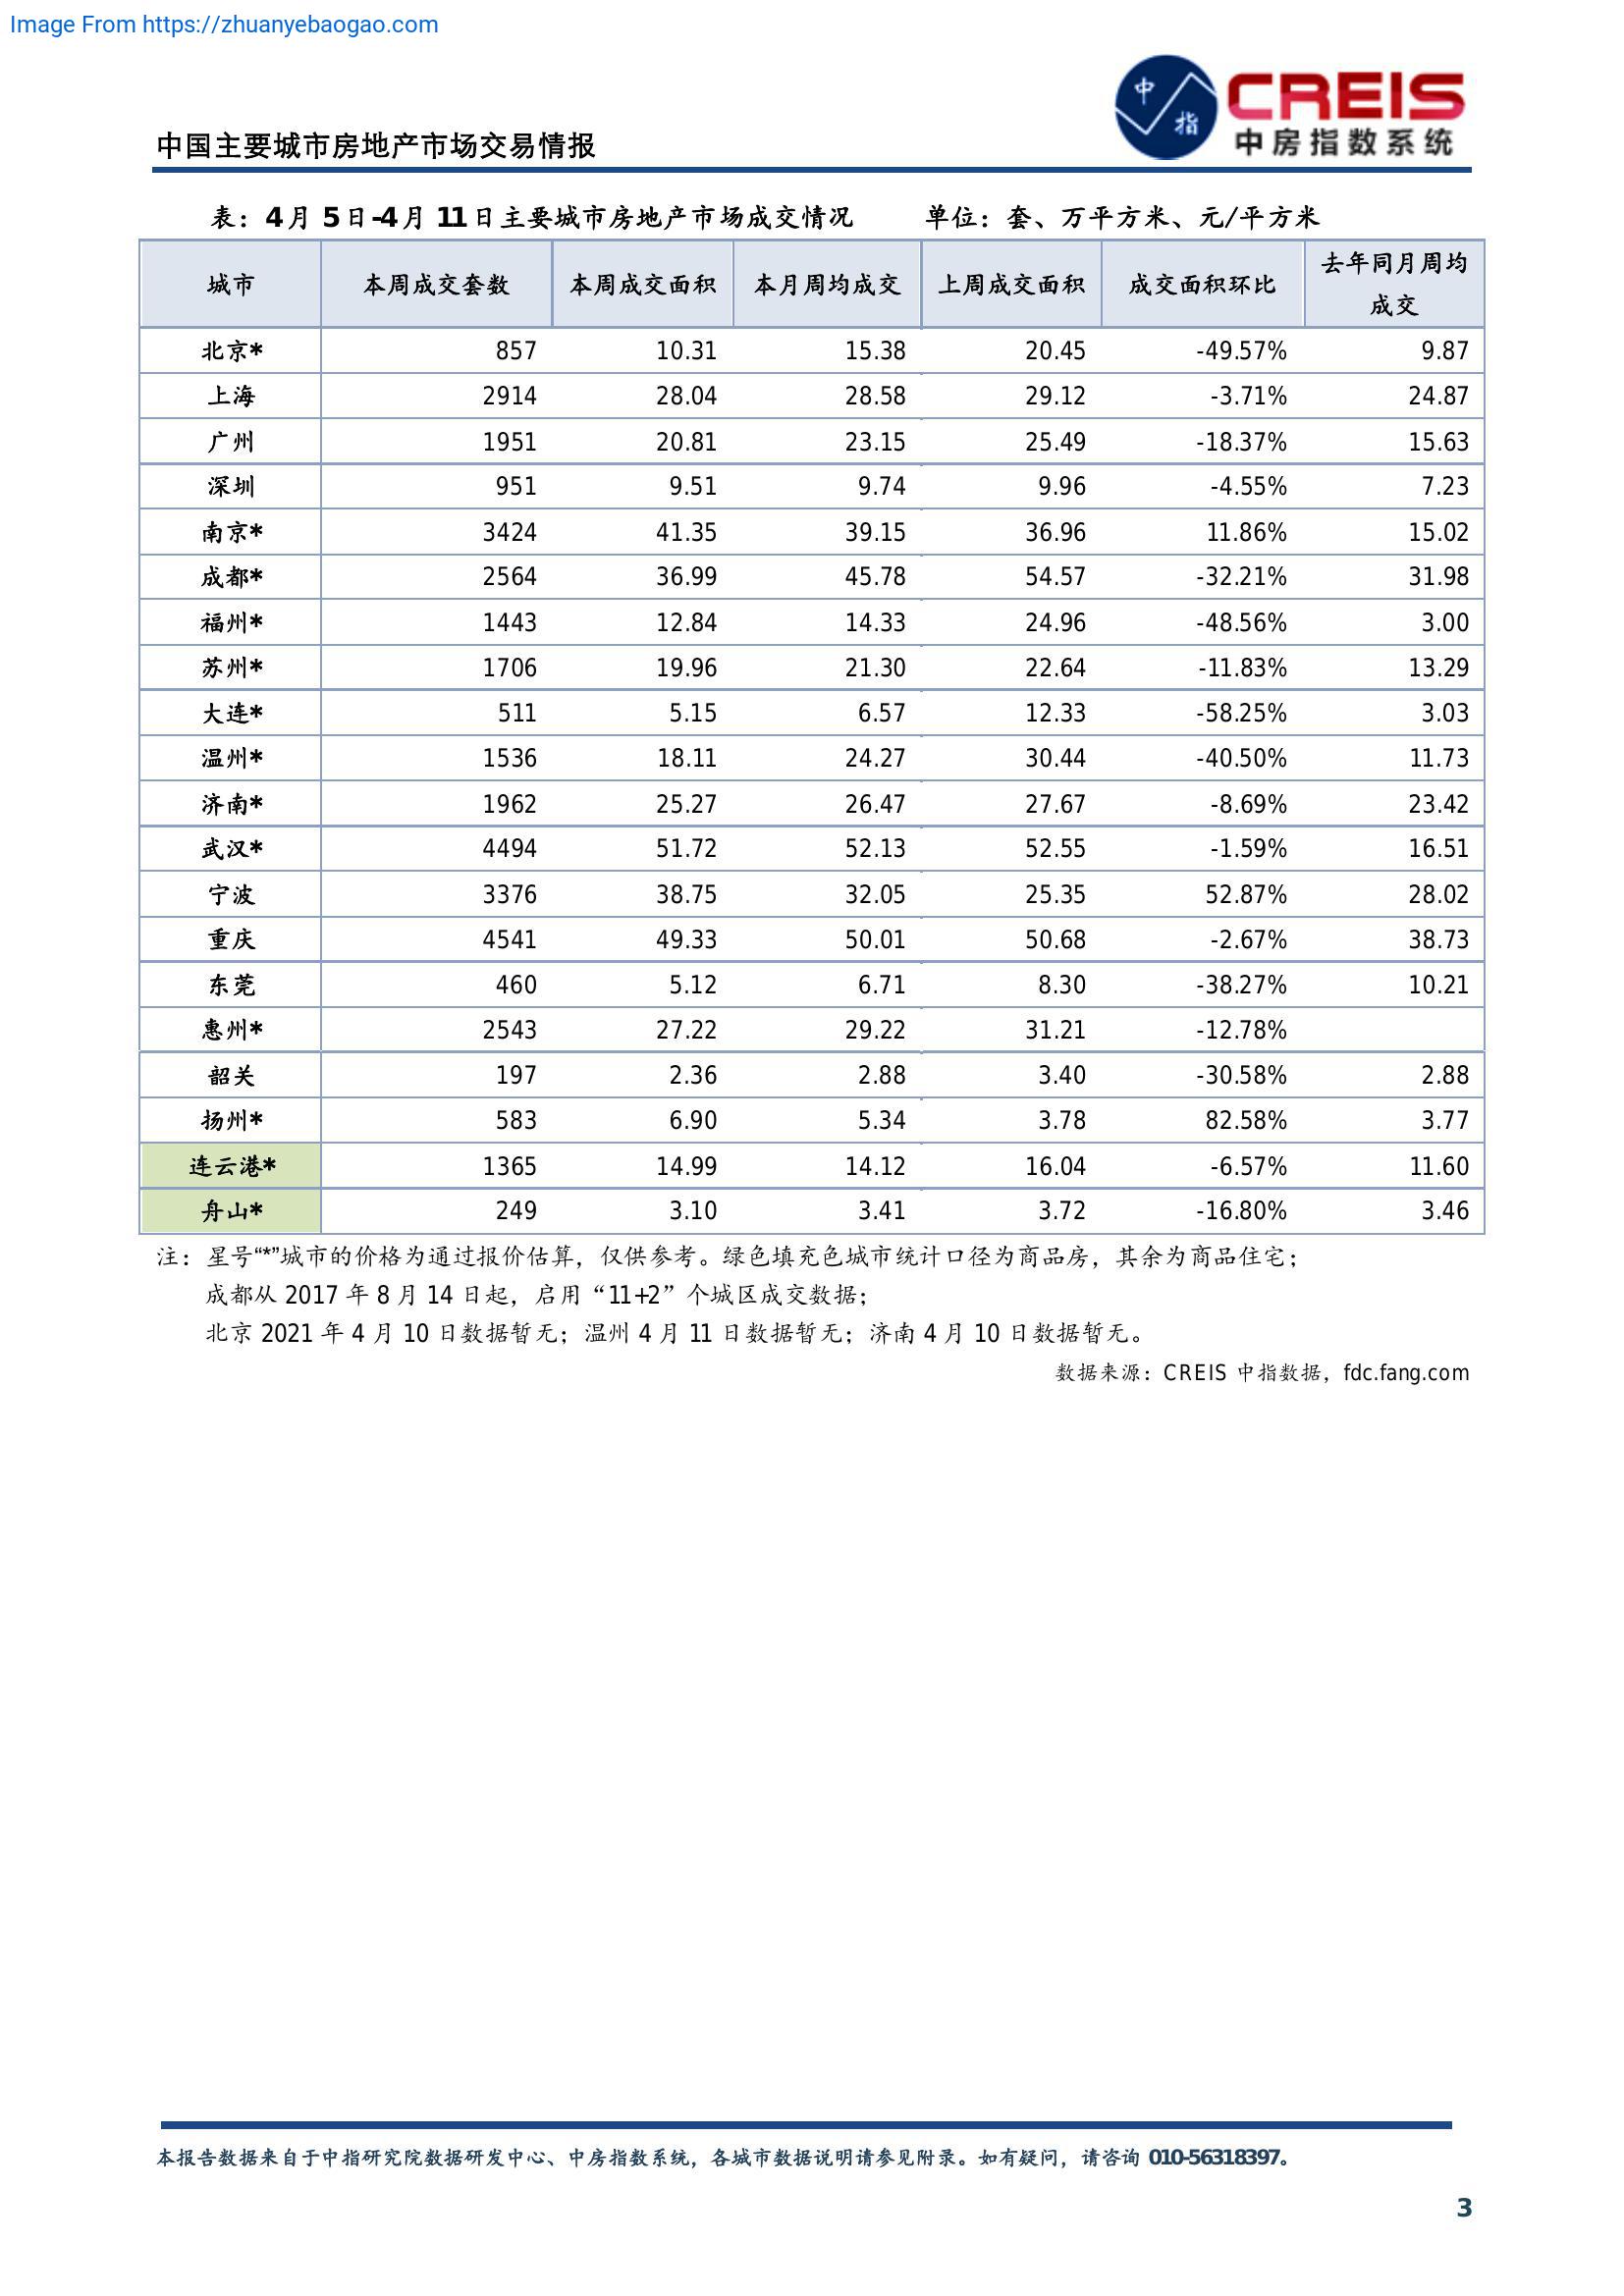 Image From https://zhuanyebaogao.com
中 指
CREIS
中房指数系统
中国主要城市房地产市场交易情报
表：4月 5日-4月 11日主要城市房地产市场成交情况 单位：套、万平方米、元/平方米
城市 本周成交套数 本周成交面积 本月周均成交 上周成交面积 成交面积环比 去年同月周均
成交
北京* 857 10.31 15.38 20.45 -49.57% 9.87
上海 2914 28.04 28.58 29.12 -3.71% 24.87
广州 1951 20.81 23.15 25.49 -18.37% 15.63
深圳 951 9.51 9.74 9.96 -4.55% 7.23
南京* 3424 41.35 39.15 36.96 11.86% 15.02
成都* 2564 36.99 45.78 54.57 -32.21% 31.98
福州* 1443 12.84 14.33 24.96 -48.56% 3.00
苏州* 1706 19.96 21.30 22.64 -11.83% 13.29
大连* 511 5.15 6.57 12.33 -58.25% 3.03
温州* 1536 18.11 24.27 30.44 -40.50% 11.73
济南* 1962 25.27 26.47 27.67 -8.69% 23.42
武汉* 4494 51.72 52.13 52.55 -1.59% 16.51
宁波 3376 38.75 32.05 25.35 52.87% 28.02
重庆 4541 49.33 50.01 50.68 -2.67% 38.73
东莞 460 5.12 6.71 8.30 -38.27% 10.21
惠州* 2543 27.22 29.22 31.21 -12.78%
韶关 197 2.36 2.88 3.40 -30.58% 2.88
扬州* 583 6.90 5.34 3.78 82.58% 3.77
连云港* 1365 14.99 14.12 16.04 -6.57% 11.60
舟山* 249 3.10 3.41 3.72 -16.80% 3.46
注：星号“*”城市的价格为通过报价估算，仅供参考。绿色填充色城市统计口径为商品房，其余为商品住宅；
成都从 2017 年 8 月 14 日起，启用“11+2”个城区成交数据；
北京 2021 年 4 月 10 日数据暂无；温州 4 月 11 日数据暂无；济南 4 月 10 日数据暂无。
数据来源：CREIS 中指数据，fdc.fang.com
本报告数据来自于中指研究院数据研发中心、中房指数系统，各城市数据说明请参见附录。如有疑问，请咨询 010-56318397。
3